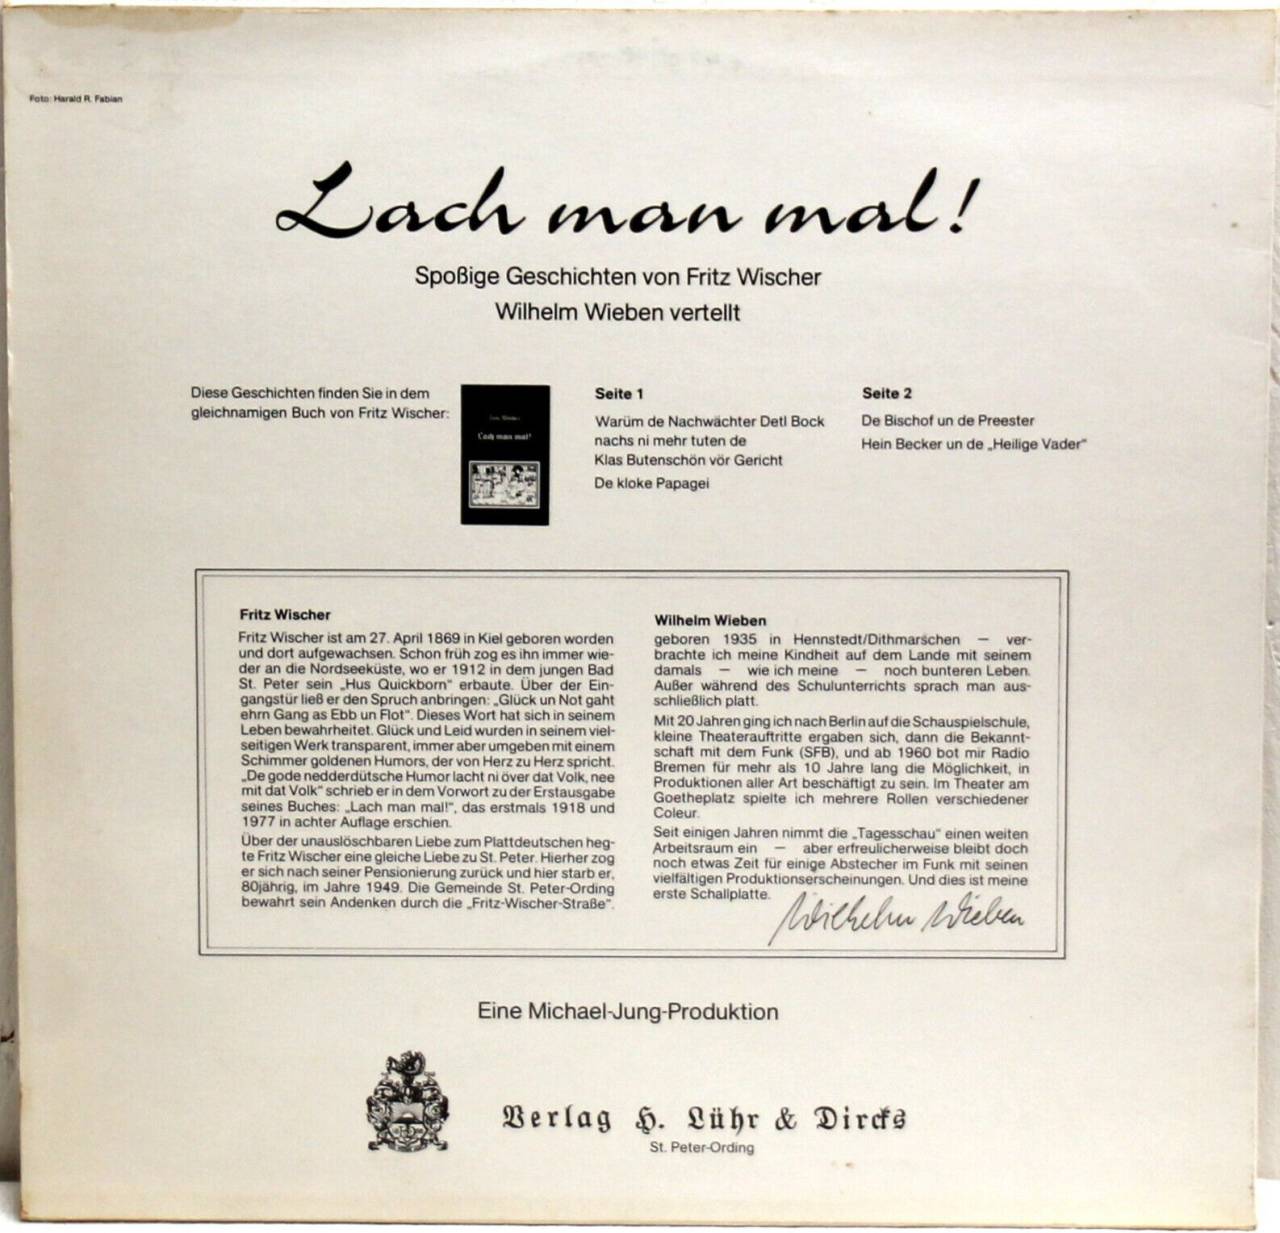 Foto: Harald R. Fabian
Lach man mal!
Spoßige Geschichten von Fritz Wischer
Wilhelm Wieben vertellt
Diese Geschichten finden Sie in dem
gleichnamigen Buch von Fritz Wischer:
Lach man mal!
Seite 1
Warüm de Nachwächter Detl Bock
nachs ni mehr tuten de
Klas Butenschön vör Gericht
De kloke Papagei
Seite 2
De Bischof un de Preester
Hein Becker un de „Heilige Vader“
Fritz Wischer
Fritz Wischer ist am 27. April 1869 in Kiel geboren worden
und dort aufgewachsen. Schon früh zog es ihn immer wie-
der an die Nordseeküste, wo er 1912 in dem jungen Bad
St. Peter sein „Hus Quickborn“ erbaute. Über der Ein-
gangstür ließ er den Spruch anbringen: „Glück un Not gaht
ehrn Gang as Ebb un Flot“. Dieses Wort hat sich in seinem
Leben bewahrheitet. Glück und Leid wurden in seinem viel-
seitigen Werk transparent, immer aber umgeben mit einem
Schimmer goldenen Humors, der von Herz zu Herz spricht.
„De gode nedderdütsche Humor lacht ni över dat Volk, nee
mit dat Volk“ schrieb er in dem Vorwort zu der Erstausgabe
seines Buches: „Lach man mal!“, das erstmals 1918 und
1977 in achter Auflage erschien.
Über der unauslöschbaren Liebe zum Plattdeutschen heg-
te Fritz Wischer eine gleiche Liebe zu St. Peter. Hierher zog
er sich nach seiner Pensionierung zurück und hier starb er,
80jährig, im Jahre 1949. Die Gemeinde St. Peter-Ording
bewahrt sein Andenken durch die „Fritz-Wischer-Straße“.
Wilhelm Wieben
geboren 1935 in Hennstedt/Dithmarschen — ver-
brachte ich meine Kindheit auf dem Lande mit seinem
damals — wie ich meine — noch bunteren Leben.
Außer während des Schulunterrichts sprach man aus-
schließlich platt.
Mit 20 Jahren ging ich nach Berlin auf die Schauspielschule,
kleine Theaterauftritte ergaben sich, dann die Bekannt-
schaft mit dem Funk (SFB), und ab 1960 bot mir Radio
Bremen für mehr als 10 Jahre lang die Möglichkeit, in
Produktionen aller Art beschäftigt zu sein. Im Theater am
Goetheplatz spielte ich mehrere Rollen verschiedener
Coleur.
Seit einigen Jahren nimmt die „Tagesschau“ einen weiten
Arbeitsraum ein — aber erfreulicherweise bleibt doch
noch etwas Zeit für einige Abstecher im Funk mit seinen
vielfältigen Produktionserscheinungen. Und dies ist meine
erste Schallplatte.
Wilhelm Wieben
Eine Michael-Jung-Produktion
Verlag H. Lühr & Dircks
St. Peter-Ording